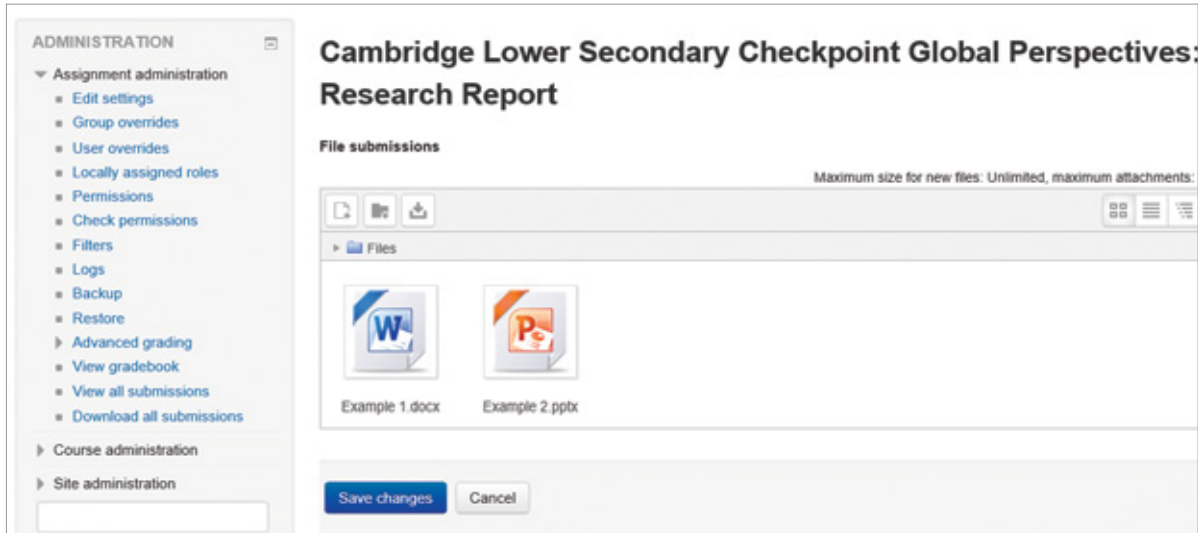 ADMINISTRATION
Assignment administration
Edit settings
Group overrides
User overrides
Locally assigned roles
Permissions
Check permissions
Filters
Logs
Backup
Restore
Advanced grading
View gradebook
View all submissions
Download all submissions
Course administration
Site administration
Cambridge Lower Secondary Checkpoint Global Perspectives:
Research Report
File submissions
Maximum size for new files: Unlimited, maximum attachments:
Files
Example 1.docx
Example 2.pptx
Save changes
Cancel